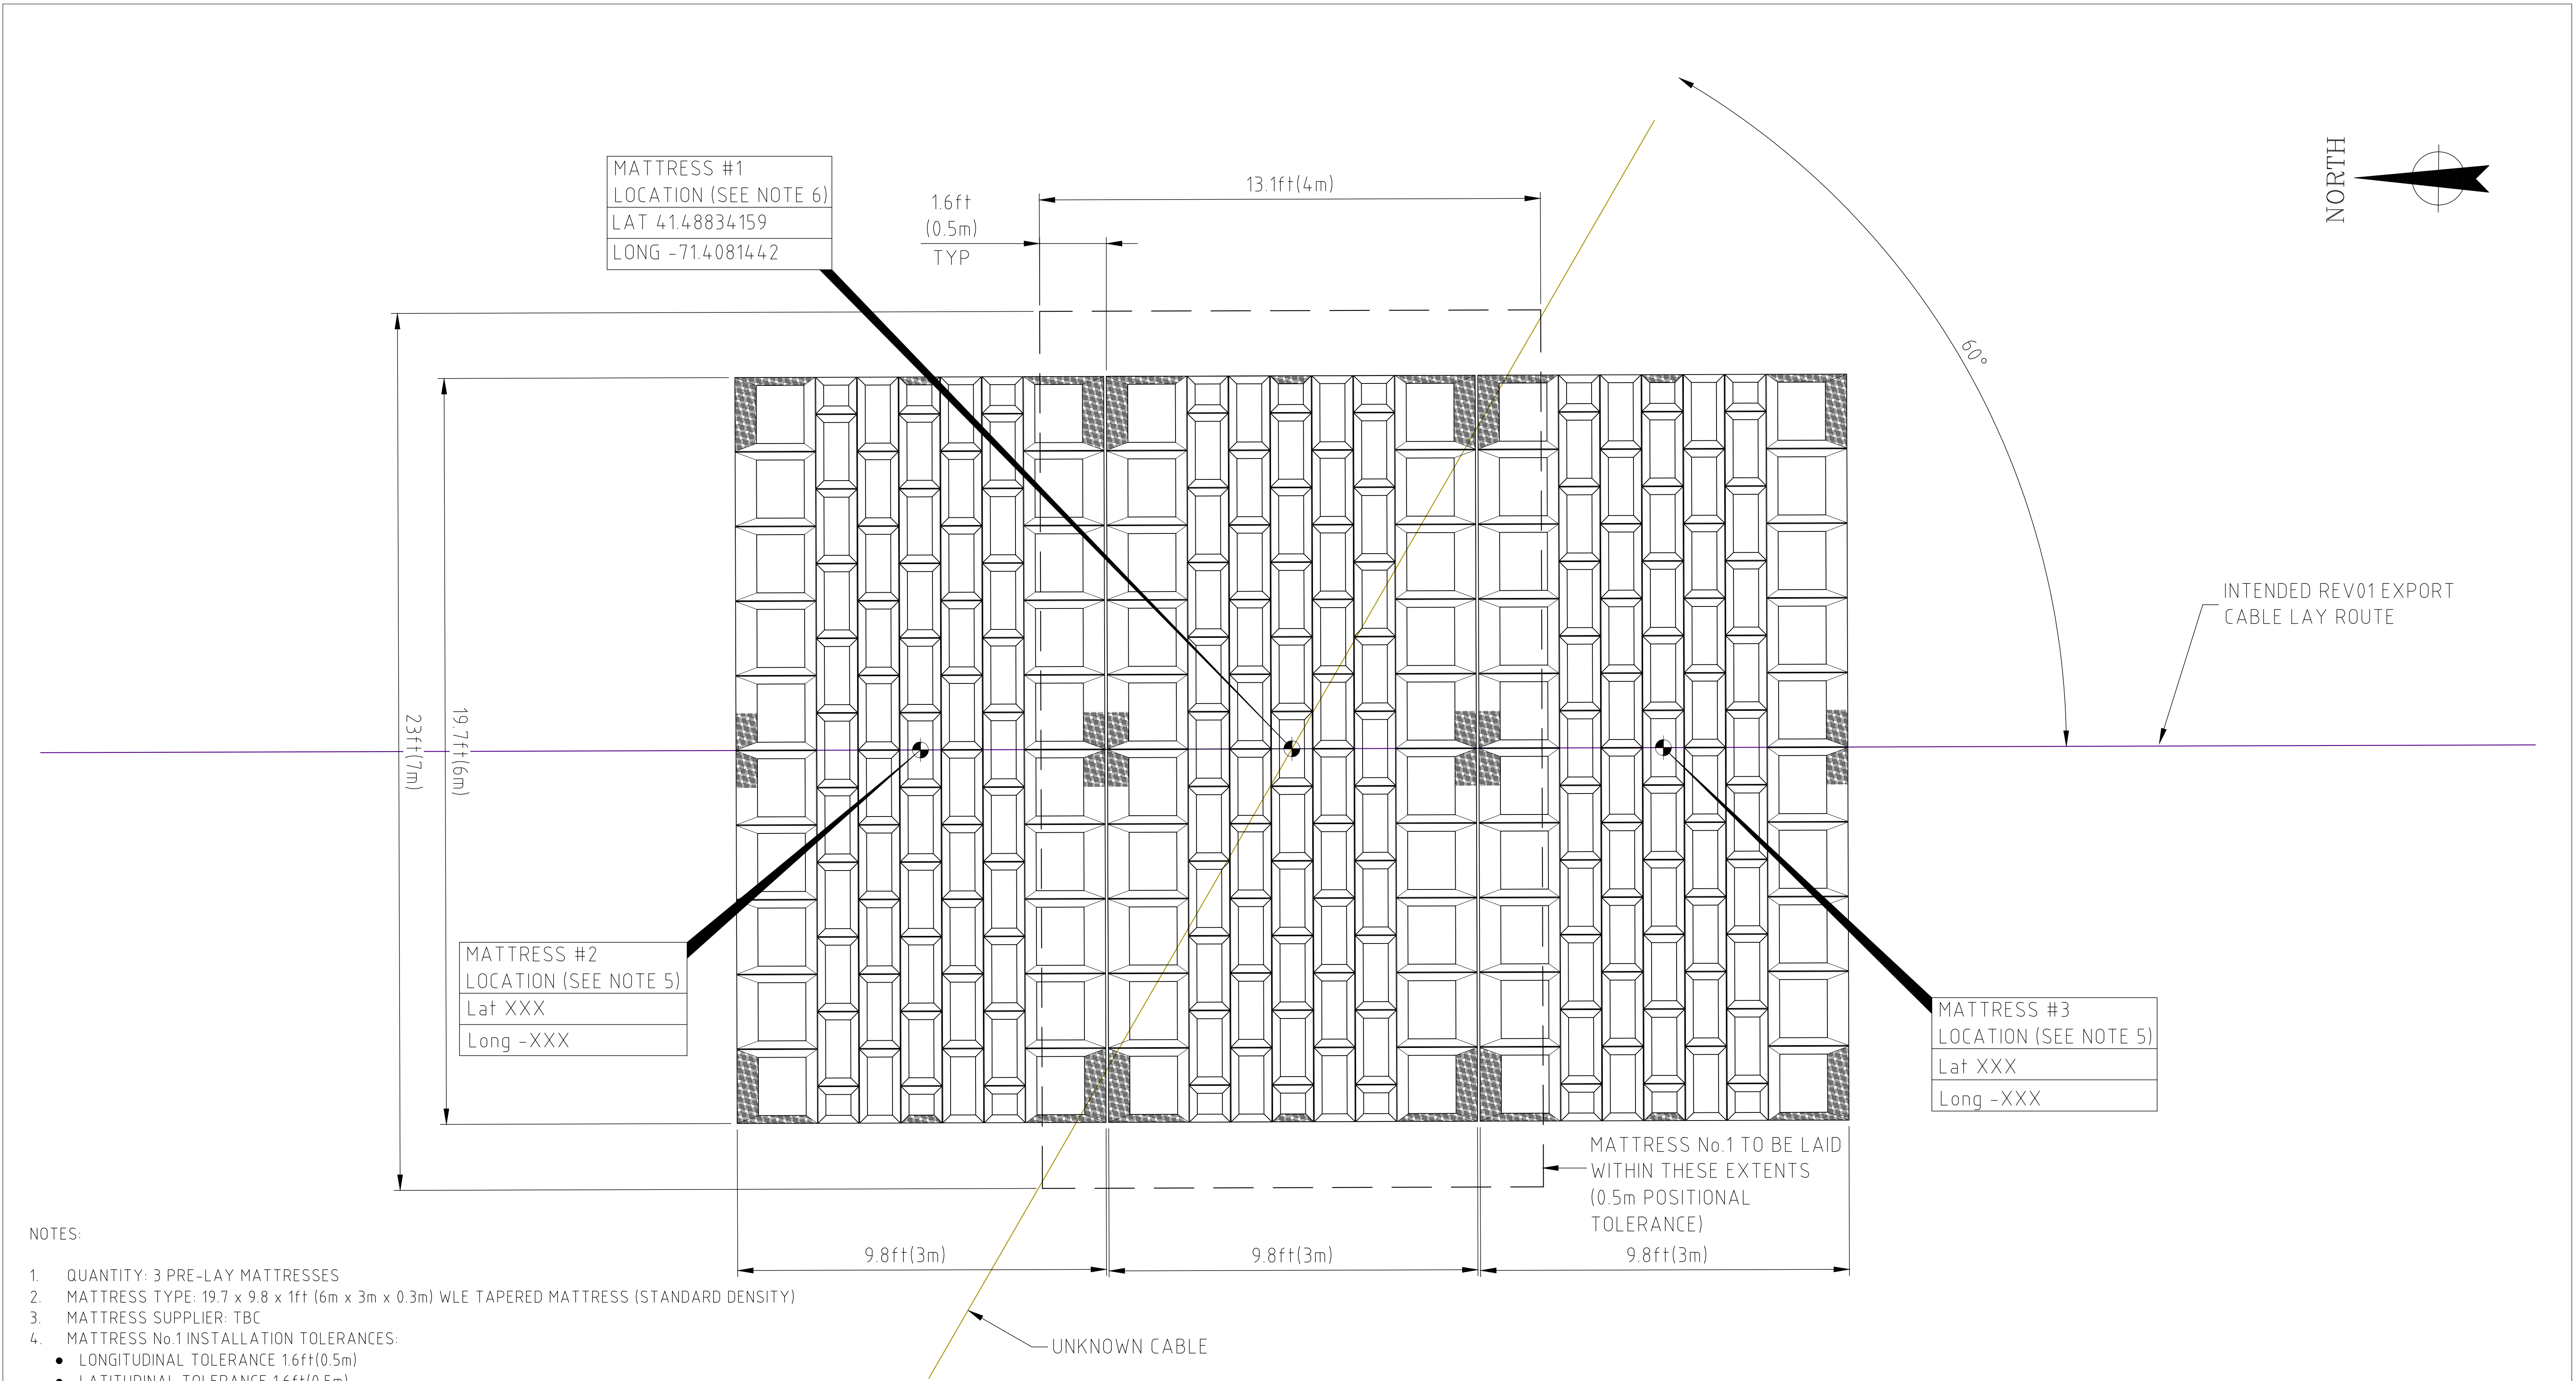 MATTRESS #1
LOCATION (SEE NOTE 6)
LAT 41.48834159
LONG -71.4081442
1.6ft
(0.5m)
TYP
13.1ft(4m)
NORTH
60°
INTENDED REV01 EXPORT
CABLE LAY ROUTE
23ft(7m)
19.7ft(6m)
MATTRESS #2
LOCATION (SEE NOTE 5)
Lat XXX
Long -XXX
MATTRESS #3
LOCATION (SEE NOTE 5)
Lat XXX
Long -XXX
MATTRESS No.1 TO BE LAID
WITHIN THESE EXTENTS
(0.5m POSITIONAL
TOLERANCE)
9.8ft(3m)
9.8ft(3m)
9.8ft(3m)
UNKNOWN CABLE
NOTES:
1. QUANTITY: 3 PRE-LAY MATTRESSES
2. MATTRESS TYPE: 19.7 x 9.8 x 1ft (6m x 3m x 0.3m) WLE TAPERED MATTRESS (STANDARD DENSITY)
3. MATTRESS SUPPLIER: TBC
4. MATTRESS No.1 INSTALLATION TOLERANCES:
● LONGITUDINAL TOLERANCE 1.6ft(0.5m)
● LATITUDINAL TOLERANCE 1.6ft(0.5m)